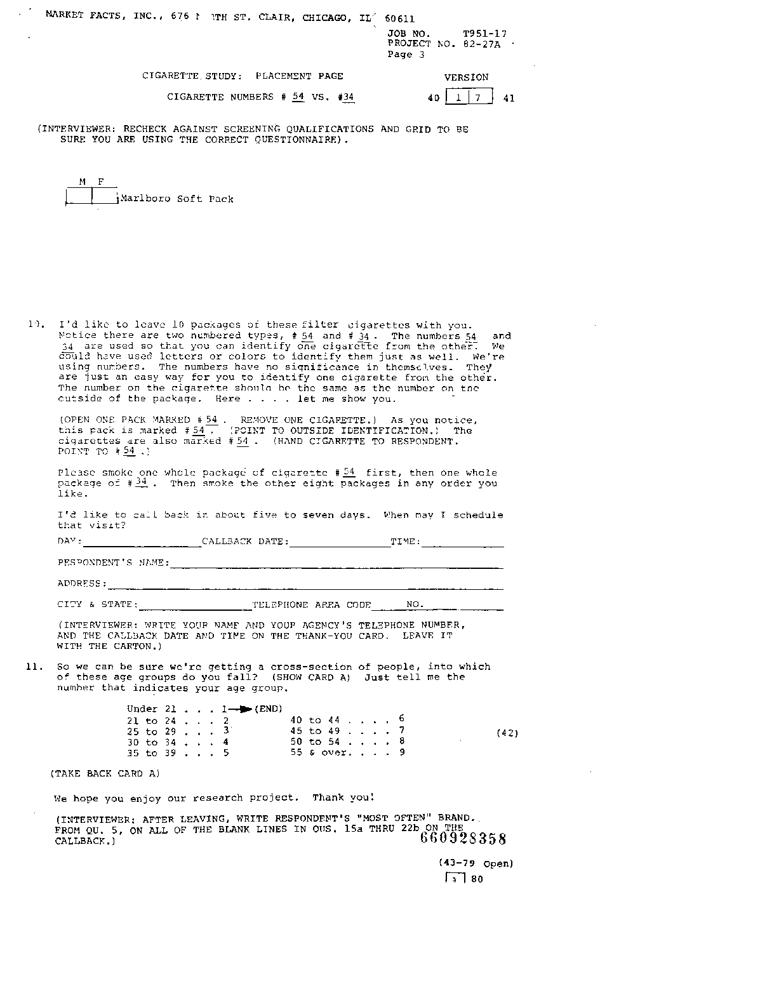 MARKET FACTS, INC., 676 N TH ST. CLAIR, CHICAGO, IL 60611
JOB NO. T951-17
PROJECT NO. 82-27A
Page 3
CIGARETTE STUDY: PLACEMENT PAGE
VERSION
CIGARETTE NUMBERS # 54 VS. #34
40 1 7 41
(INTERVIEWER: RECHECK AGAINST SCREENING QUALIFICATIONS AND GRID TO BE
SURE YOU ARE USING THE CORRECT QUESTIONNAIRE).
M F
Marlboro Soft Pack
10. I'd like to leave 10 packages of these filter cigarettes with you.
Notice there are two numbered types, # 54 and # 34. The numbers 54 and
34 are used so that you can identify one cigarette from the other. We
could have used letters or colors to identify them just as well. We're
using numbers. The numbers have no significance in themselves. They
are just an easy way for you to identify one cigarette from the other.
The number on the cigarette should be the same as the number on the
outside of the package. Here . . . . let me show you.
(OPEN ONE PACK MARKED # 54 . REMOVE ONE CIGARETTE.) As you notice,
this pack is marked # 54 . (POINT TO OUTSIDE IDENTIFICATION.) The
cigarettes are also marked # 54 . (HAND CIGARETTE TO RESPONDENT.
POINT TO # 54 .)
Please smoke one whole package of cigarette # 54 first, then one whole
package of # 34 . Then smoke the other eight packages in any order you
like.
I'd like to call back in about five to seven days. When may I schedule
that visit?
DAY: CALLBACK DATE: TIME:
RESPONDENT'S NAME:
ADDRESS:
CITY & STATE: TELEPHONE AREA CODE NO.
(INTERVIEWER: WRITE YOUR NAME AND YOUR AGENCY'S TELEPHONE NUMBER,
AND THE CALLBACK DATE AND TIME ON THE THANK-YOU CARD. LEAVE IT
WITH THE CARTON.)
11. So we can be sure we're getting a cross-section of people, into which
of these age groups do you fall? (SHOW CARD A) Just tell me the
number that indicates your age group.
Under 21 . . . 1 (END)
21 to 24 . . . 2 40 to 44 . . . . 6
25 to 29 . . . 3 45 to 49 . . . . 7 (42)
30 to 34 . . . 4 50 to 54 . . . . 8
35 to 39 . . . 5 55 & over. . . . 9
(TAKE BACK CARD A)
We hope you enjoy our research project. Thank you!
(INTERVIEWER: AFTER LEAVING, WRITE RESPONDENT'S "MOST OFTEN" BRAND,
FROM QU. 5, ON ALL OF THE BLANK LINES IN QUS. 15a THRU 22b ON THE
CALLBACK.) 660928358
(43-79 Open)
80